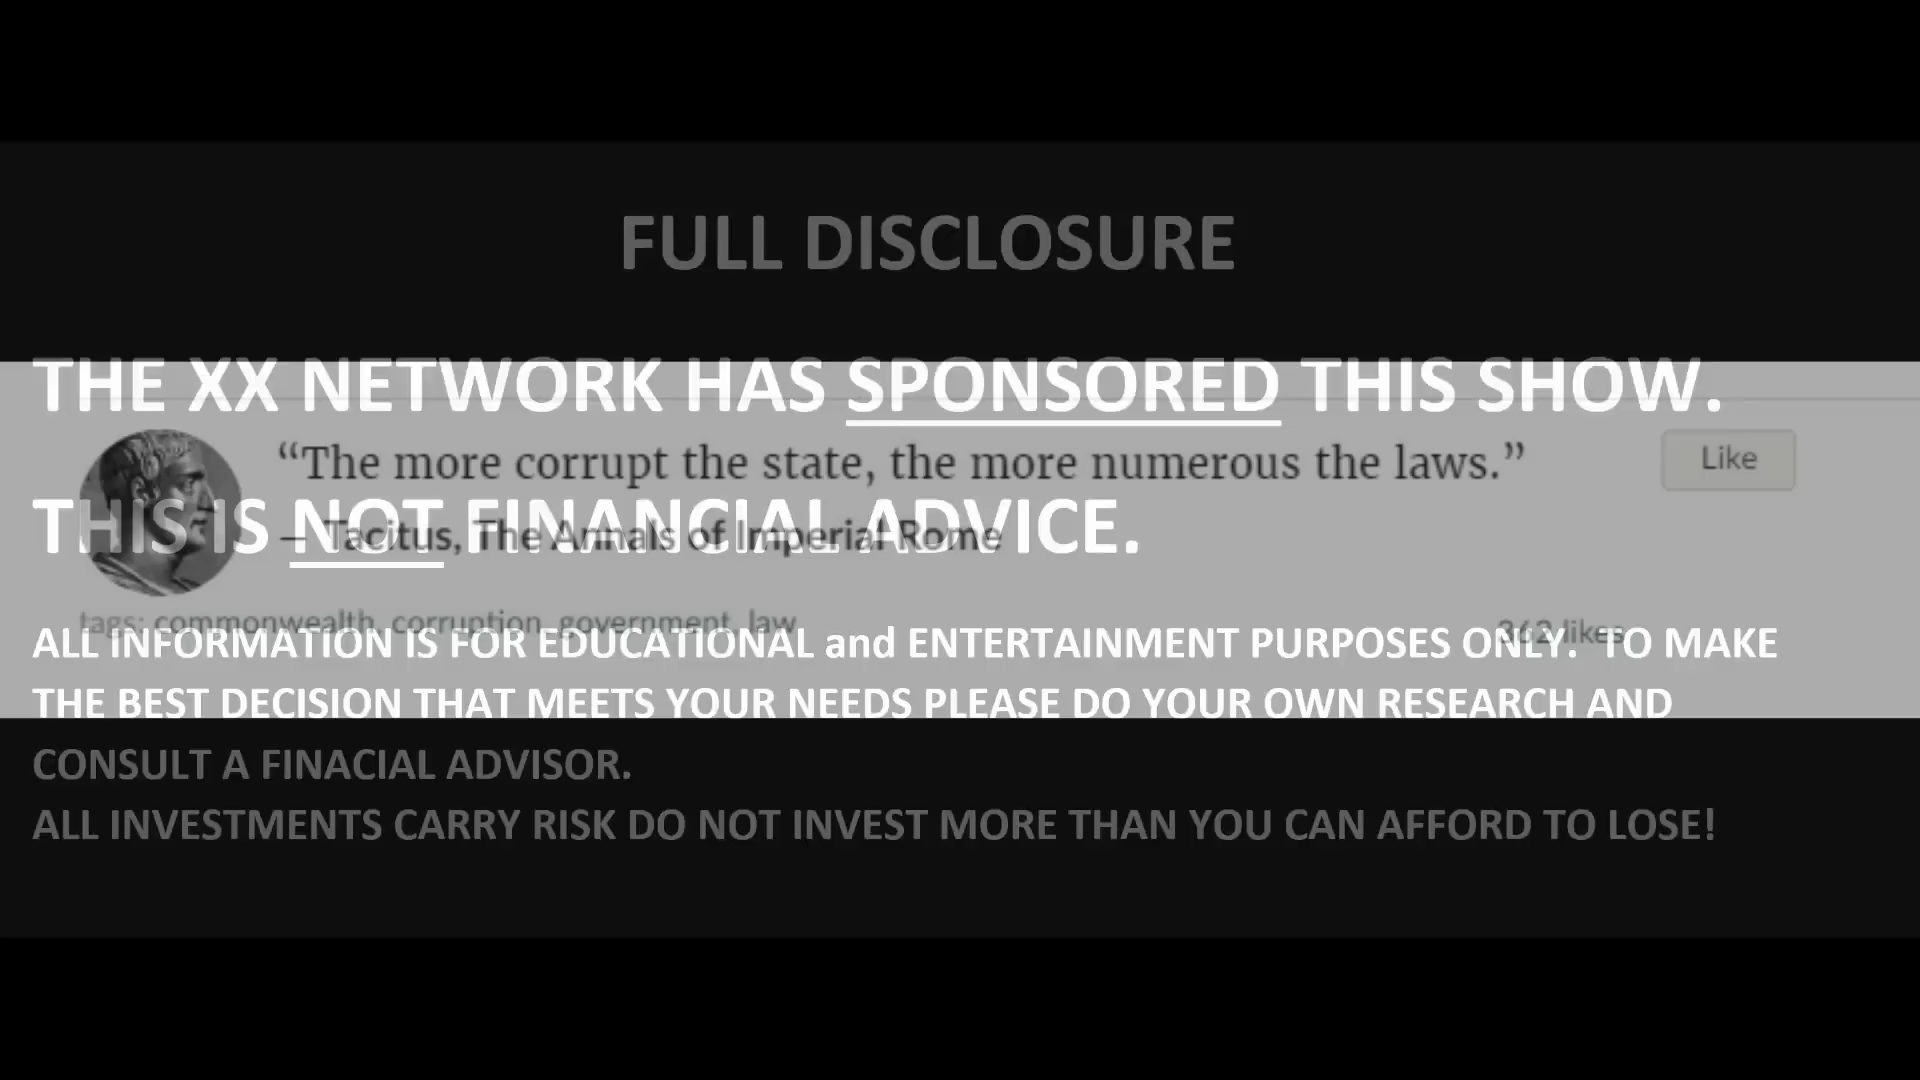 FULL DISCLOSURE
THE XX NETWORK HAS SPONSORED THIS SHOW.
“The more corrupt the state, the more numerous the laws.”
Like
THIS IS NOT FINANCIAL ADVICE.
― Tacitus, The Annals of Imperial Rome
tags: commonwealth, corruption, government, law
362 likes
ALL INFORMATION IS FOR EDUCATIONAL and ENTERTAINMENT PURPOSES ONLY. TO MAKE
THE BEST DECISION THAT MEETS YOUR NEEDS PLEASE DO YOUR OWN RESEARCH AND
CONSULT A FINACIAL ADVISOR.
ALL INVESTMENTS CARRY RISK DO NOT INVEST MORE THAN YOU CAN AFFORD TO LOSE!